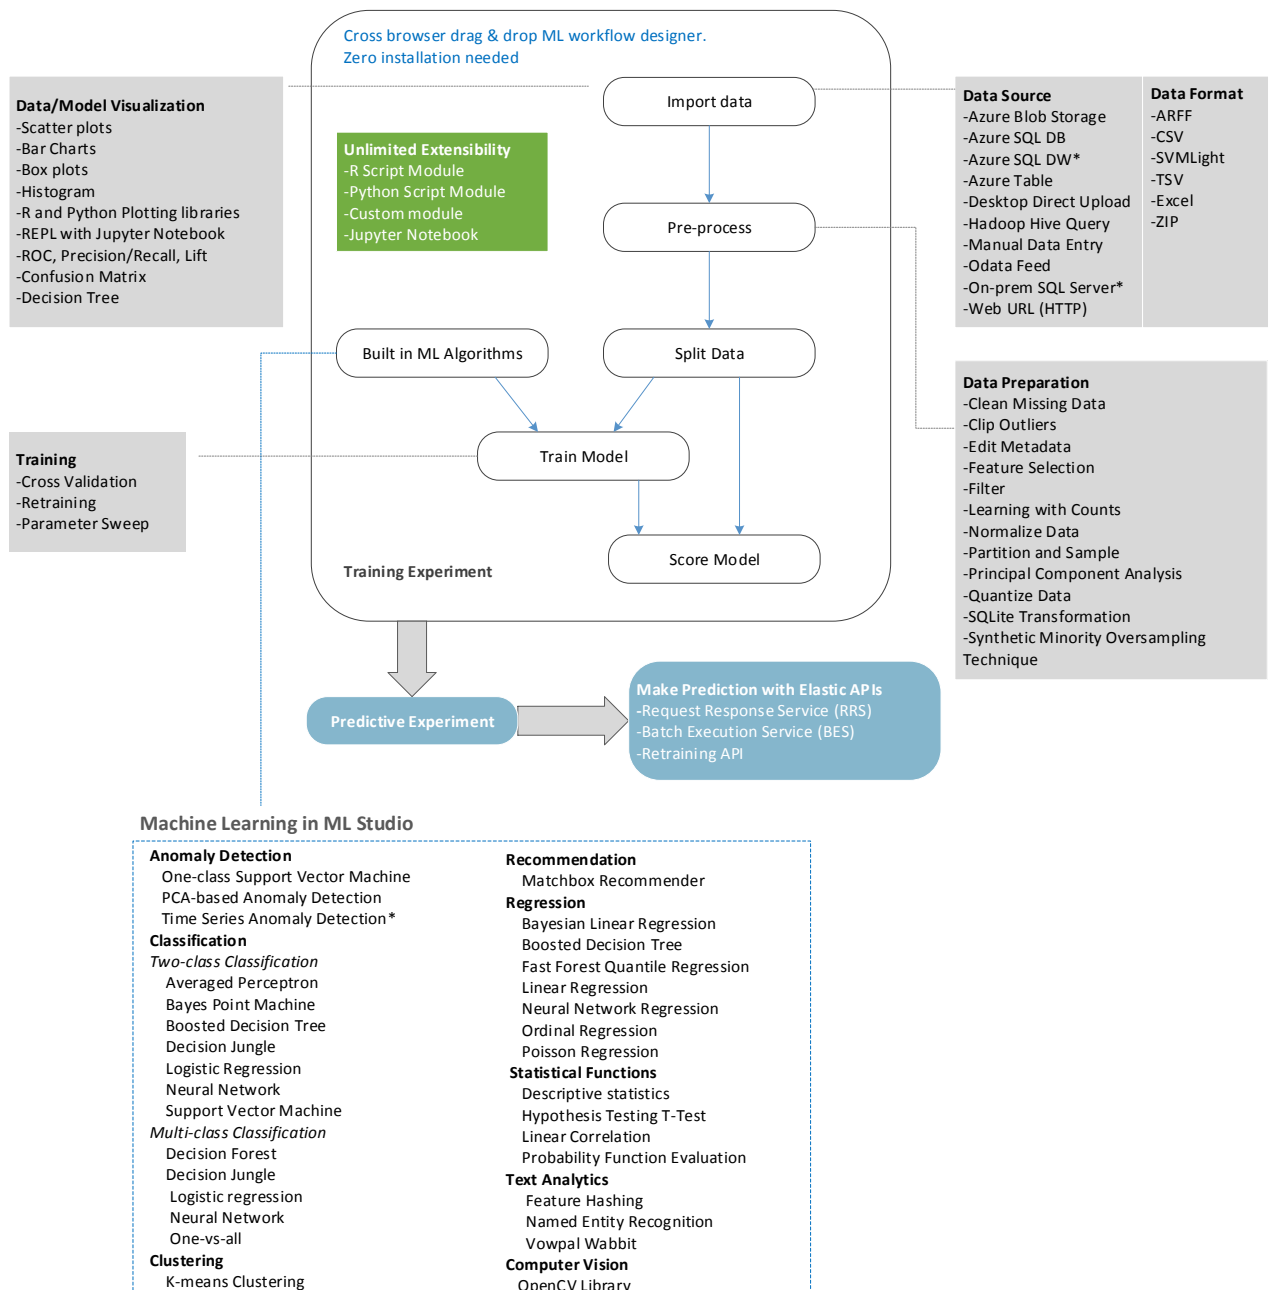 Cross browser drag & drop ML workflow designer.
Zero installation needed
Data/Model Visualization
-Scatter plots
-Bar Charts
-Box plots
-Histogram
-R and Python Plotting libraries
-REPL with Jupyter Notebook
-ROC, Precision/Recall, Lift
-Confusion Matrix
-Decision Tree
Unlimited Extensibility
-R Script Module
-Python Script Module
-Custom module
-Jupyter Notebook
Import data
Pre-process
Built in ML Algorithms
Split Data
Train Model
Score Model
Training Experiment
Data Source
-Azure Blob Storage
-Azure SQL DB
-Azure SQL DW*
-Azure Table
-Desktop Direct Upload
-Hadoop Hive Query
-Manual Data Entry
-Odata Feed
-On-prem SQL Server*
-Web URL (HTTP)
Data Format
-ARFF
-CSV
-SVMLight
-TSV
-Excel
-ZIP
Data Preparation
-Clean Missing Data
-Clip Outliers
-Edit Metadata
-Feature Selection
-Filter
-Learning with Counts
-Normalize Data
-Partition and Sample
-Principal Component Analysis
-Quantize Data
-SQLite Transformation
-Synthetic Minority Oversampling
Technique
Training
-Cross Validation
-Retraining
-Parameter Sweep
Predictive Experiment
Make Prediction with Elastic APIs
-Request Response Service (RRS)
-Batch Execution Service (BES)
-Retraining API
Machine Learning in ML Studio
Anomaly Detection
One-class Support Vector Machine
PCA-based Anomaly Detection
Time Series Anomaly Detection*
Classification
Two-class Classification
Averaged Perceptron
Bayes Point Machine
Boosted Decision Tree
Decision Jungle
Logistic Regression
Neural Network
Support Vector Machine
Multi-class Classification
Decision Forest
Decision Jungle
Logistic regression
Neural Network
One-vs-all
Clustering
K-means Clustering
Recommendation
Matchbox Recommender
Regression
Bayesian Linear Regression
Boosted Decision Tree
Fast Forest Quantile Regression
Linear Regression
Neural Network Regression
Ordinal Regression
Poisson Regression
Statistical Functions
Descriptive statistics
Hypothesis Testing T-Test
Linear Correlation
Probability Function Evaluation
Text Analytics
Feature Hashing
Named Entity Recognition
Vowpal Wabbit
Computer Vision
OpenCV Library